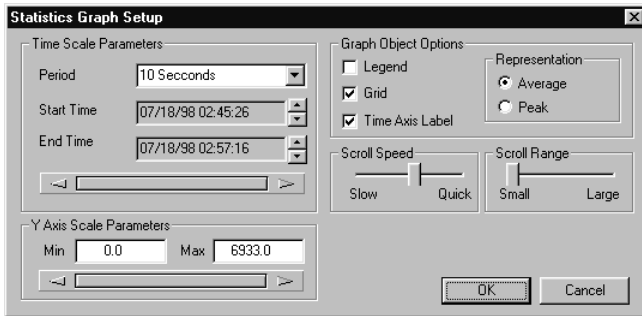 Statistics Graph Setup
Time Scale Parameters
Period 10 Secconds
Start Time 07/18/98 02:45:26
End Time 07/18/98 02:57:16
Y Axis Scale Parameters
Min 0.0 Max 6933.0
Graph Object Options
Legend
Grid
Time Axis Label
Representation
Average
Peak
Scroll Speed
Slow Quick
Scroll Range
Small Large
OK Cancel